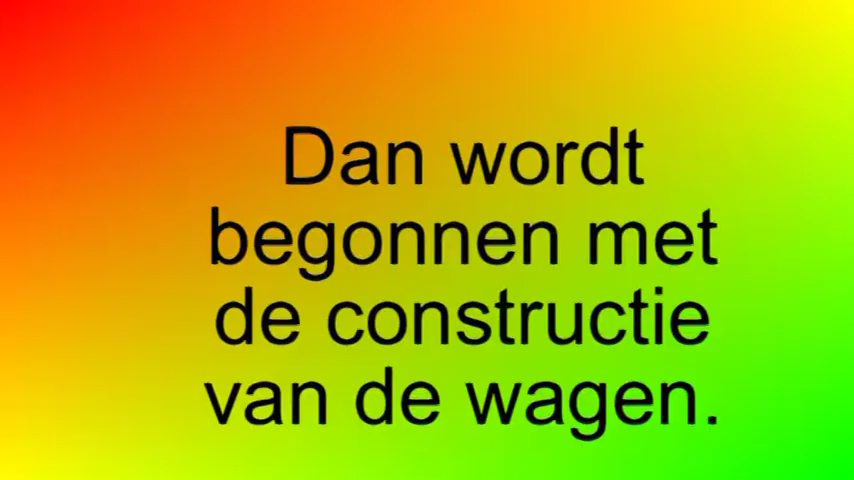 Dan wordt
begonnen met
de constructie
van de wagen.